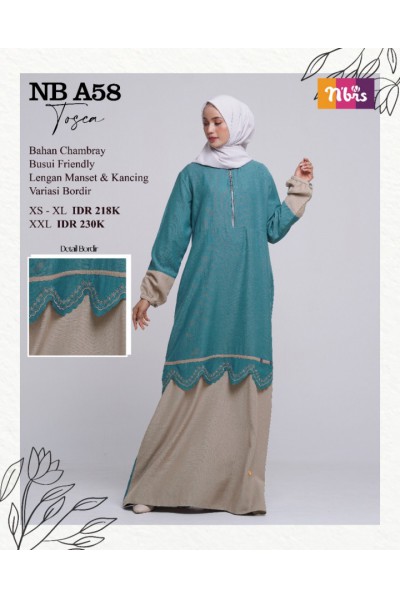 NB A58
Tosca
Nibrs
Bahan Chambray
Busui Friendly
Lengan Manset & Kancing
Variasi Bordir
XS - XL IDR 218K
XXL IDR 230K
Detail Bordir